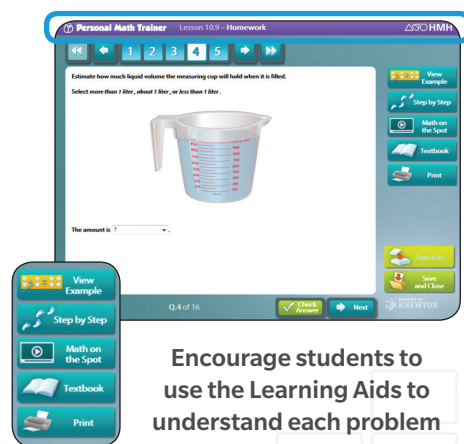 Personal Math Trainer Lesson 10.9 – Homework HMH
1 2 3 4 5
Estimate how much liquid volume the measuring cup will hold when it is filled.
Select more than 1 liter, about 1 liter, or less than 1 liter.
The amount is ? .
View
Example
Step by Step
Math on
the Spot
Textbook
Print
Turn It In
Save
and Close
Q.4 of 16
Check
Answer
Next
POWERED BY
KNEWTON
View
Example
Step by Step
Math on
the Spot
Textbook
Print
Encourage students to
use the Learning Aids to
understand each problem